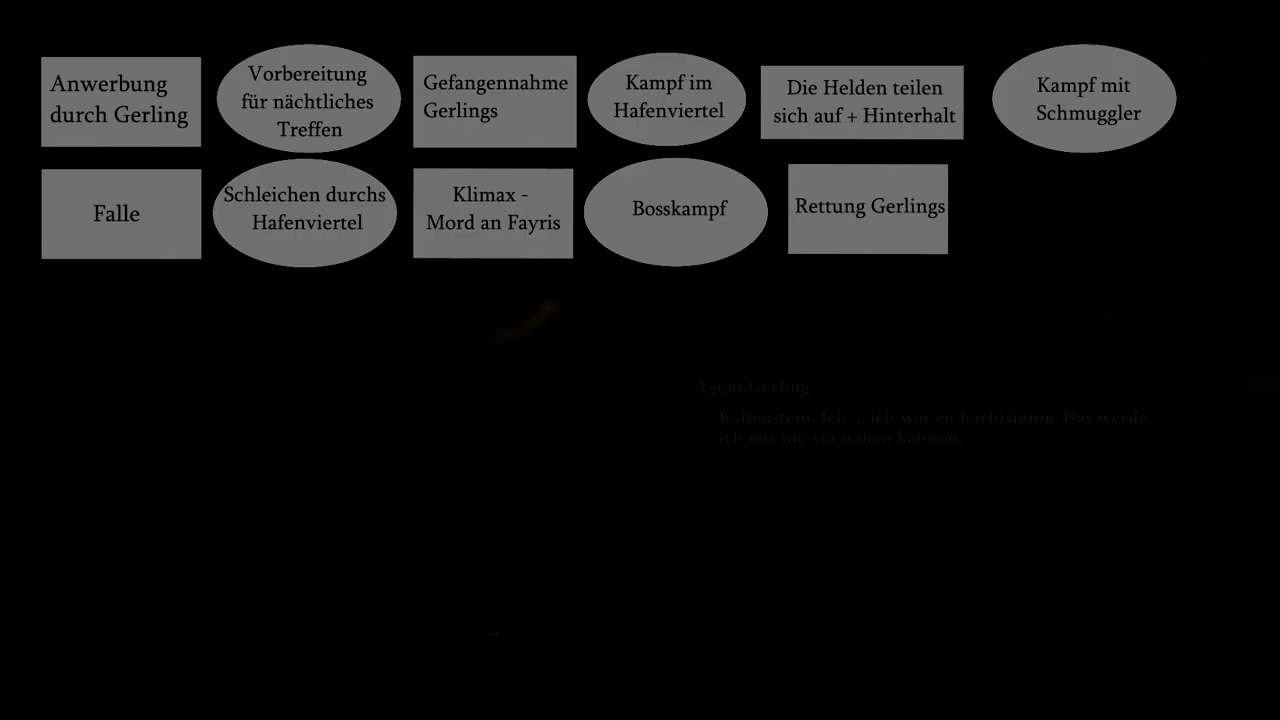 Anwerbung
durch Gerling
Vorbereitung
für nächtliches
Treffen
Gefangennahme
Gerlings
Kampf im
Hafenviertel
Die Helden teilen
sich auf + Hinterhalt
Kampf mit
Schmuggler
Falle
Schleichen durchs
Hafenviertel
Klimax -
Mord an Fayris
Bosskampf
Rettung Gerlings
Agent Gerling
Kaltenstein. Ich ... ich war zu leichtsinnig. Das werde
ich mir nie verzeihen können.